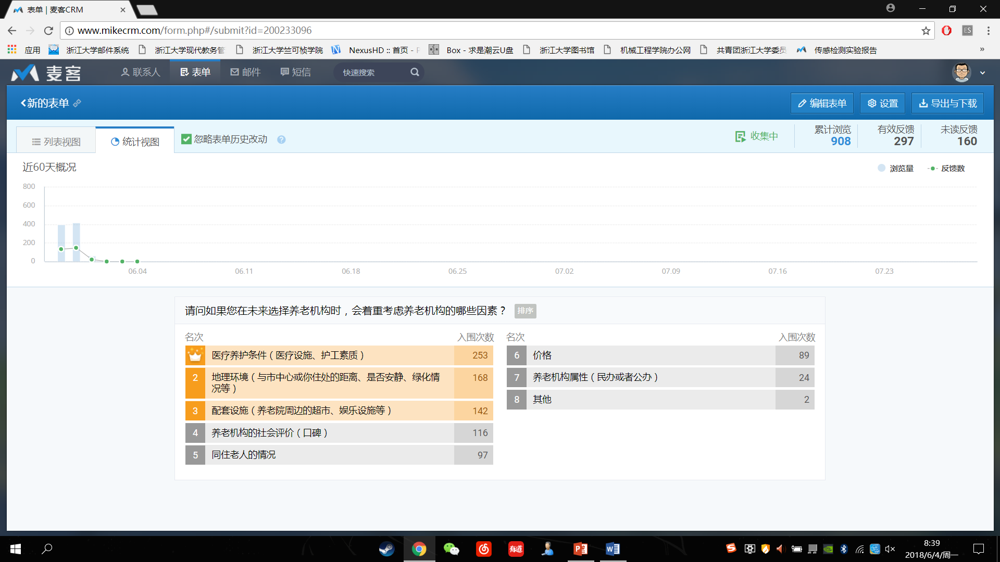 表单 | 麦客CRM
www.mikecrm.com/form.php#/submit?id=200233096
ES
应用
浙江大学邮件系统
浙江大学现代教务管
浙江大学竺可桢学院
NexusHD :: 首页 -
Box - 求是潮云U盘
浙江大学图书馆
机械工程学院办公网
共青团浙江大学委员
传感检测实验报告
»
麦客
联系人
表单
邮件
短信
快速搜索
新的表单
编辑表单
设置
导出与下载
列表视图
统计视图
忽略表单历史改动
?
收集中
累计浏览
908
有效反馈
297
未读反馈
160
近60天概况
浏览量
反馈数
800
600
400
200
0
06.04
06.11
06.18
06.25
07.02
07.09
07.16
07.23
请问如果您在未来选择养老机构时，会着重考虑养老机构的哪些因素？ 排序
名次 入围次数
医疗养护条件（医疗设施、护工素质） 253
2 地理环境（与市中心或你住处的距离、是否安静、绿化情 168
况等）
3 配套设施（养老院周边的超市、娱乐设施等） 142
4 养老机构的社会评价（口碑） 116
5 同住老人的情况 97
名次 入围次数
6 价格 89
7 养老机构属性（民办或者公办） 24
8 其他 2
有道
8:39
2018/6/4/周一